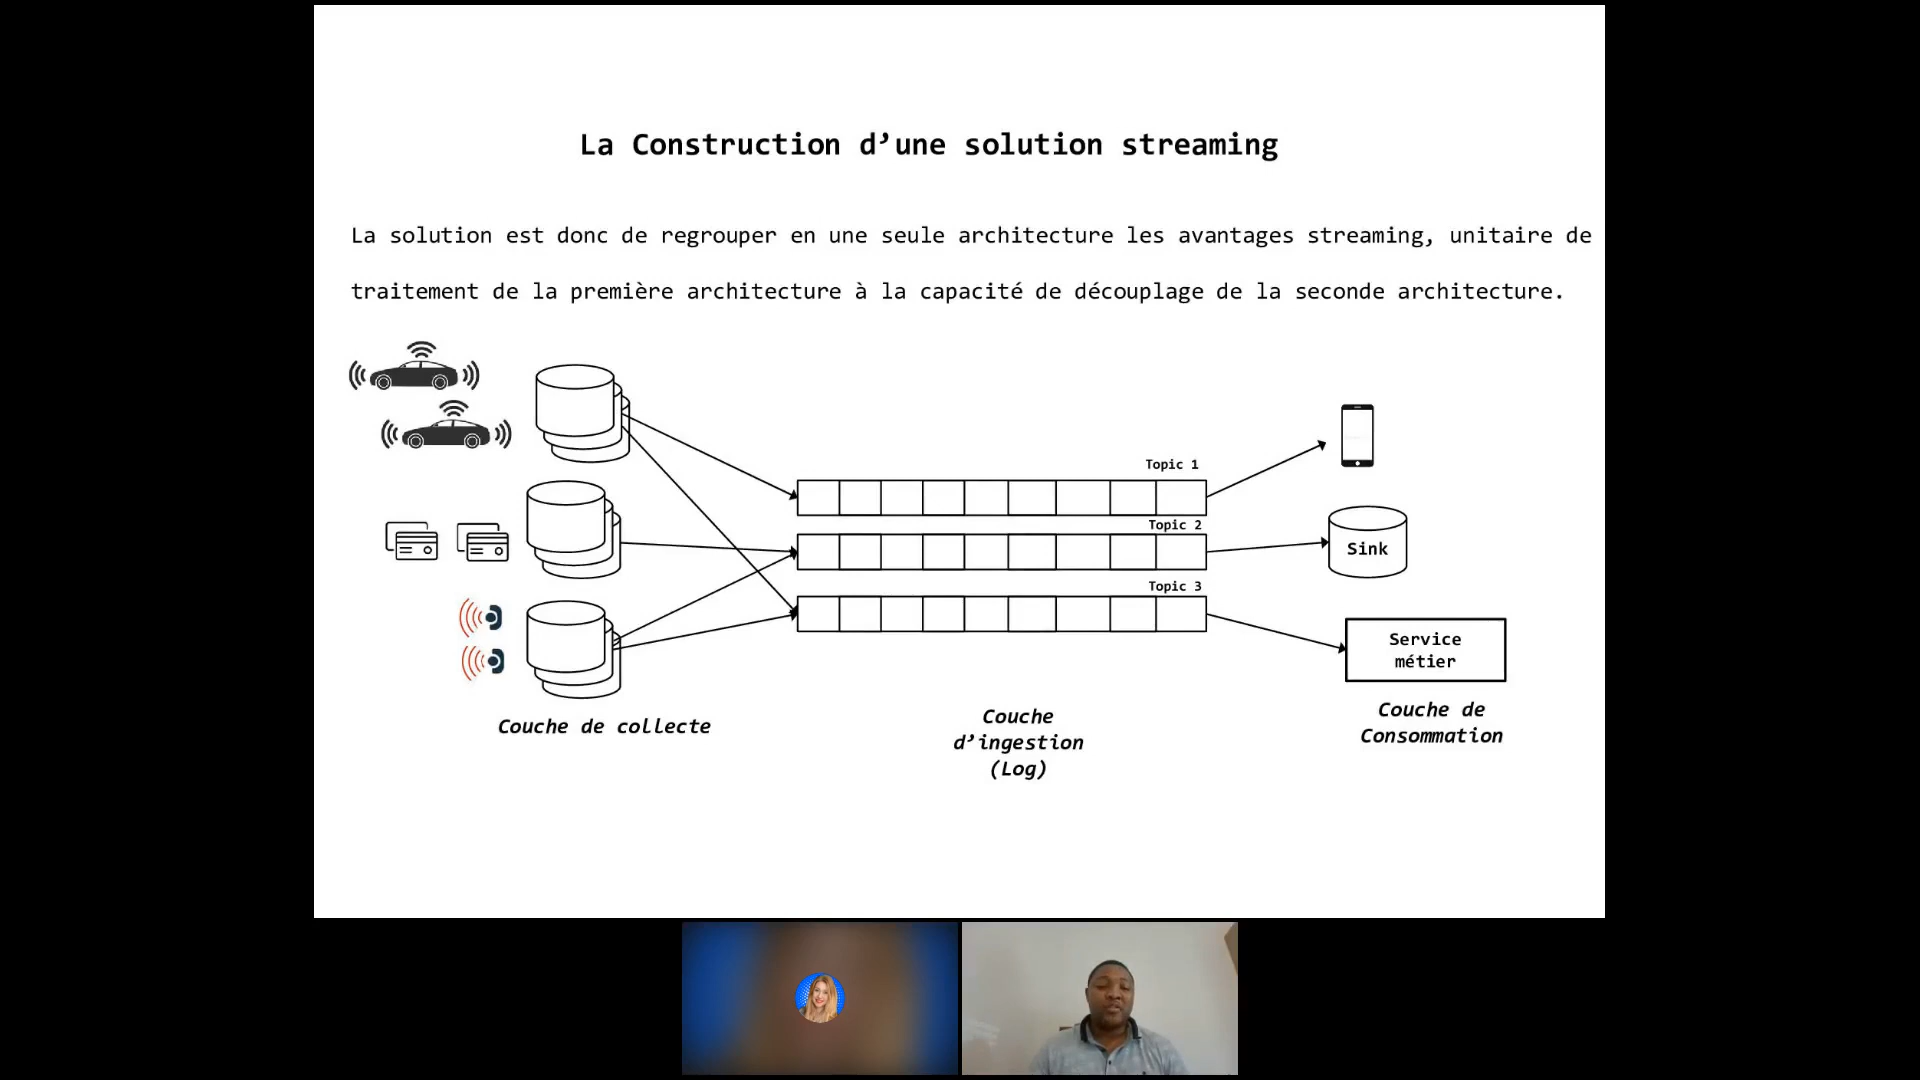 La Construction d’une solution streaming
La solution est donc de regrouper en une seule architecture les avantages streaming, unitaire de
traitement de la première architecture à la capacité de découplage de la seconde architecture.
Topic 1
Topic 2
Topic 3
Sink
Service
métier
Couche de collecte
Couche
d’ingestion
(Log)
Couche de
Consommation